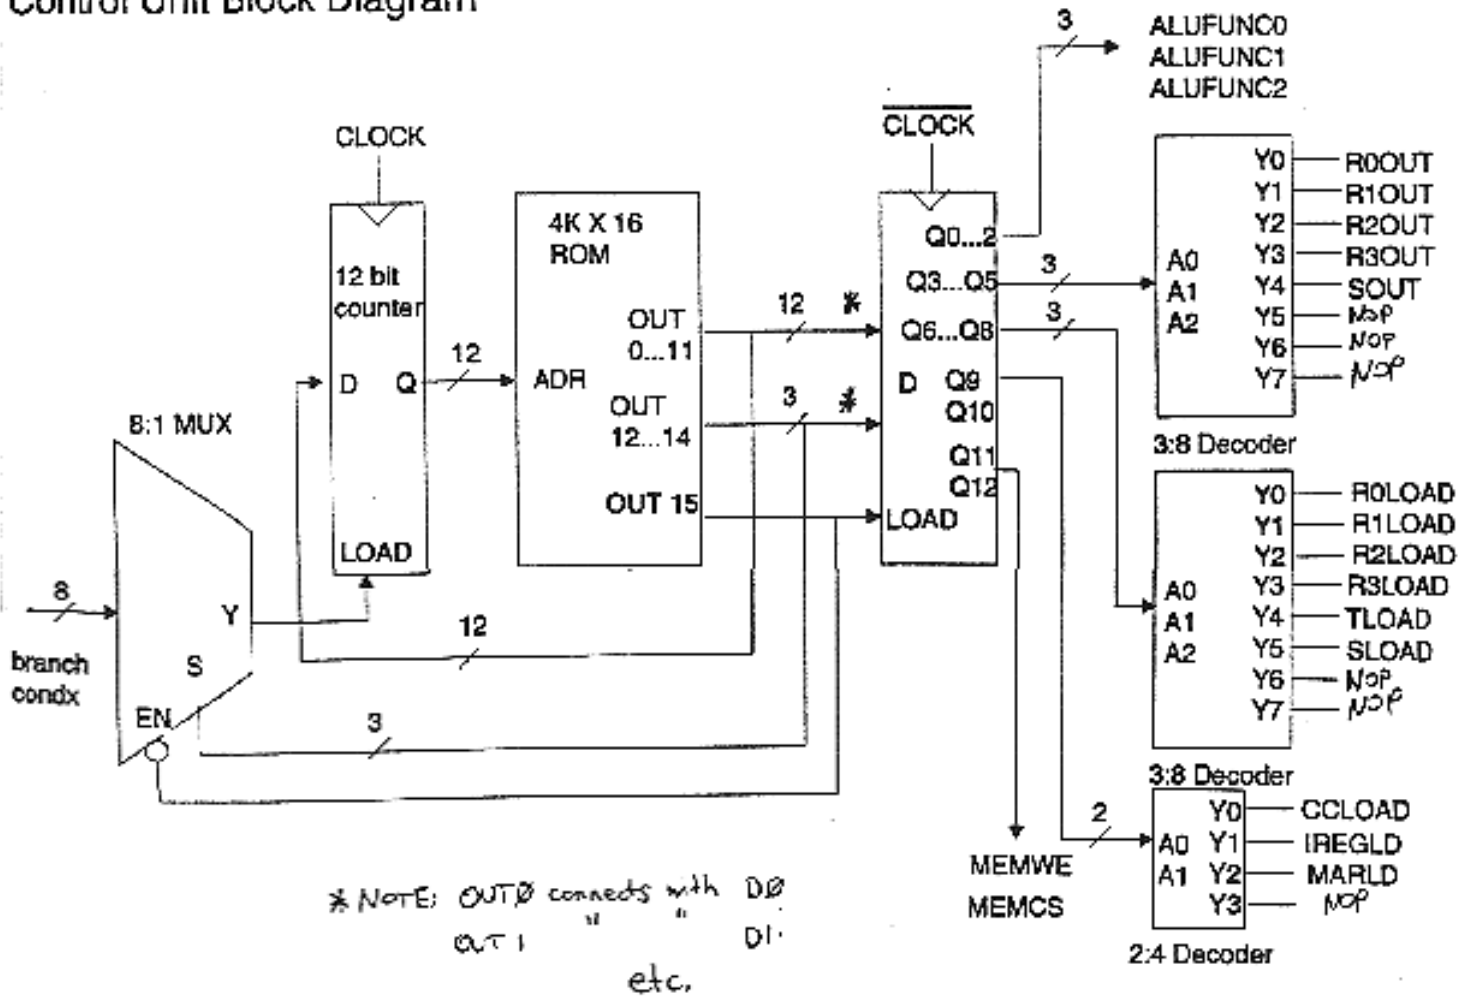 Control Unit Block Diagram
3
ALUFUNC0
ALUFUNC1
ALUFUNC2
CLOCK
CLOCK
12 bit
counter
D
Q
LOAD
12
4K X 16
ROM
OUT
0...11
ADR
OUT
12...14
OUT 15
12
*
3
*
Q0...2
Q3...Q5
Q6...Q8
D
Q9
Q10
Q11
Q12
LOAD
3
3
A0
A1
A2
Y0
R0OUT
Y1
R1OUT
Y2
R2OUT
Y3
R3OUT
Y4
SOUT
Y5
NOP
Y6
NOP
Y7
NOP
3:8 Decoder
A0
A1
A2
Y0
R0LOAD
Y1
R1LOAD
Y2
R2LOAD
Y3
R3LOAD
Y4
TLOAD
Y5
SLOAD
Y6
NOP
Y7
NOP
3:8 Decoder
2
A0
A1
Y0
CCLOAD
Y1
IREGLD
Y2
MARLD
Y3
NOP
2:4 Decoder
8:1 MUX
8
branch
condx
Y
S
EN
12
3
MEMWE
MEMCS
* NOTE: OUTØ connects with DØ
OUT1 " " D1.
etc.